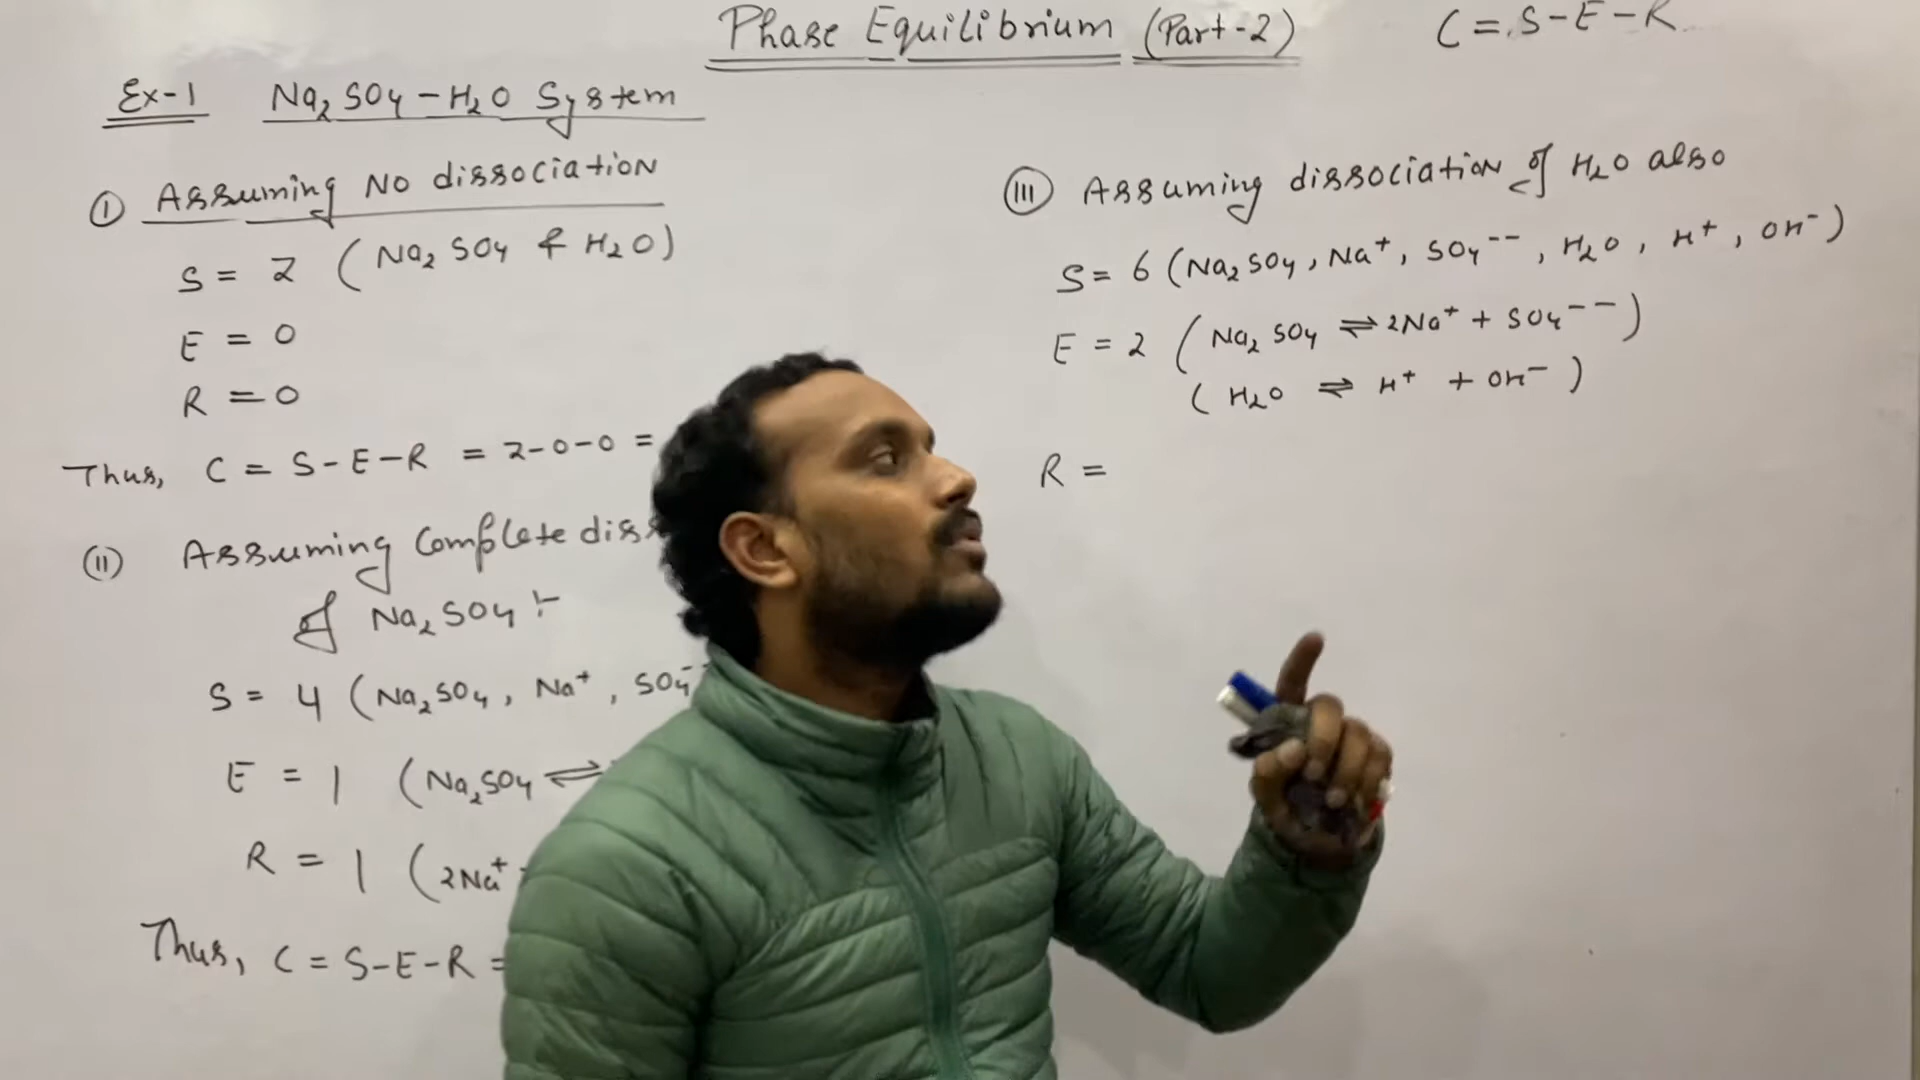 Phase Equilibrium (Part-2)
C = S-E-R
Ex-1 Na2SO4-H2O System
(I) Assuming No dissociation
S = 2 (Na2SO4 & H2O)
E = 0
R = 0
Thus, C = S-E-R = 2-0-0 =
(II) Assuming Complete
of Na2SO4 :-
S = 4 (Na2SO4, Na+, SO4--
E = 1 (Na2SO4 ⇌
R = 1 (2Na+
Thus, C = S-E-R =
(III) Assuming dissociation of H2O also
S = 6 (Na2SO4, Na+, SO4--, H2O, H+, OH-)
E = 2 (Na2SO4 ⇌ 2Na+ + SO4--)
(H2O ⇌ H+ + OH-)
R =